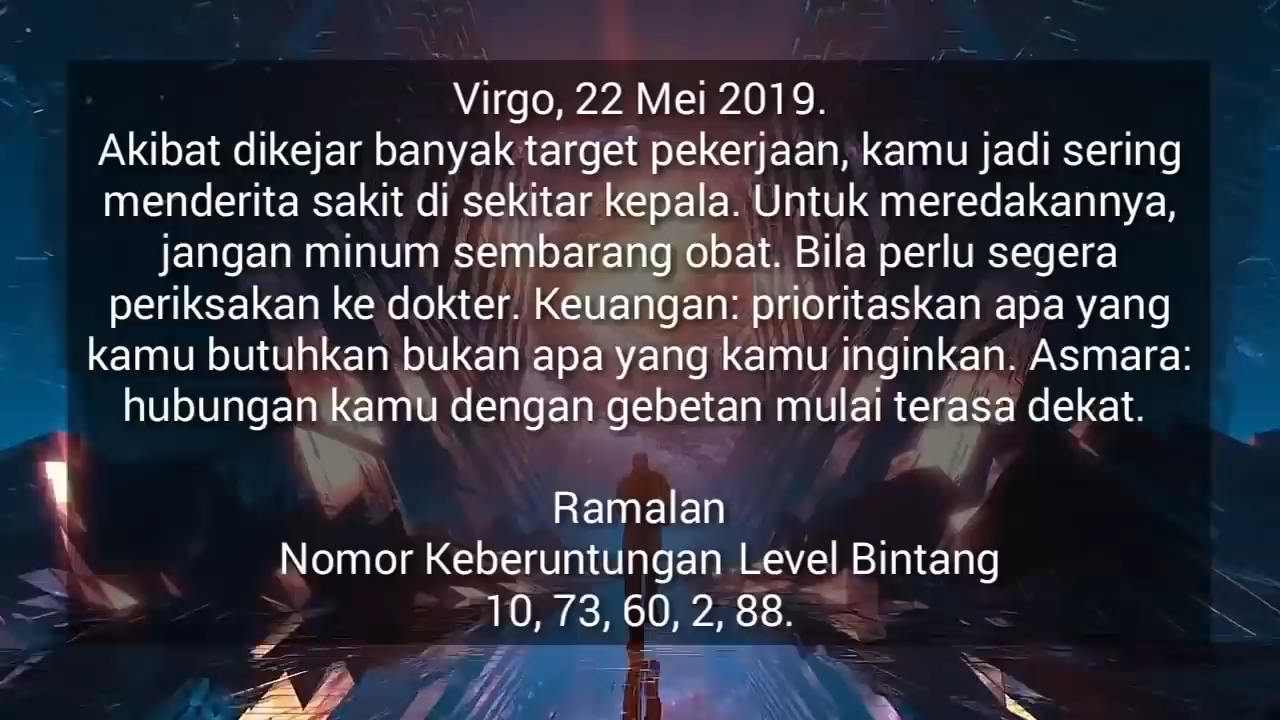 Virgo, 22 Mei 2019.
Akibat dikejar banyak target pekerjaan, kamu jadi sering
menderita sakit di sekitar kepala. Untuk meredakannya,
jangan minum sembarang obat. Bila perlu segera
periksakan ke dokter. Keuangan: prioritaskan apa yang
kamu butuhkan bukan apa yang kamu inginkan. Asmara:
hubungan kamu dengan gebetan mulai terasa dekat.
Ramalan
Nomor Keberuntungan Level Bintang
10, 73, 60, 2, 88.